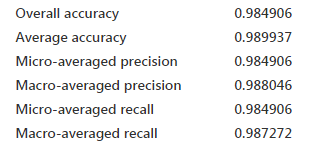 Overall accuracy 0.984906
Average accuracy 0.989937
Micro-averaged precision 0.984906
Macro-averaged precision 0.988046
Micro-averaged recall 0.984906
Macro-averaged recall 0.987272